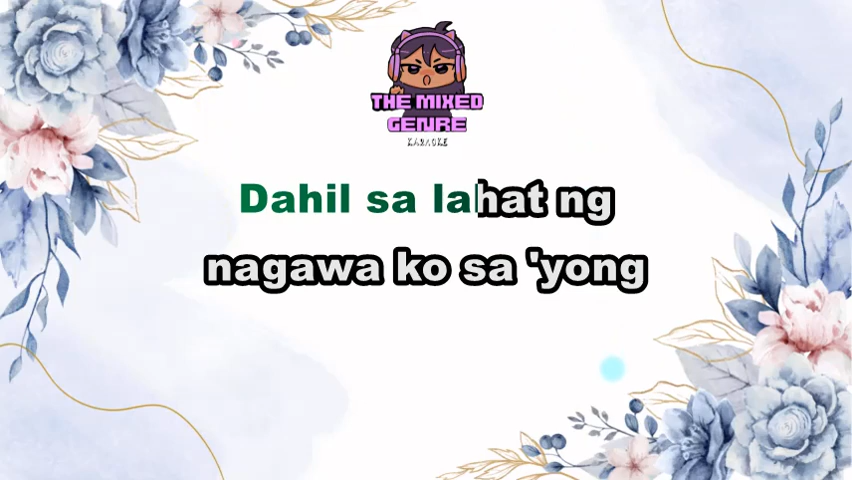 THE MIXED
GENRE
KARAOKE
Dahil sa lahat ng
nagawa ko sa 'yong